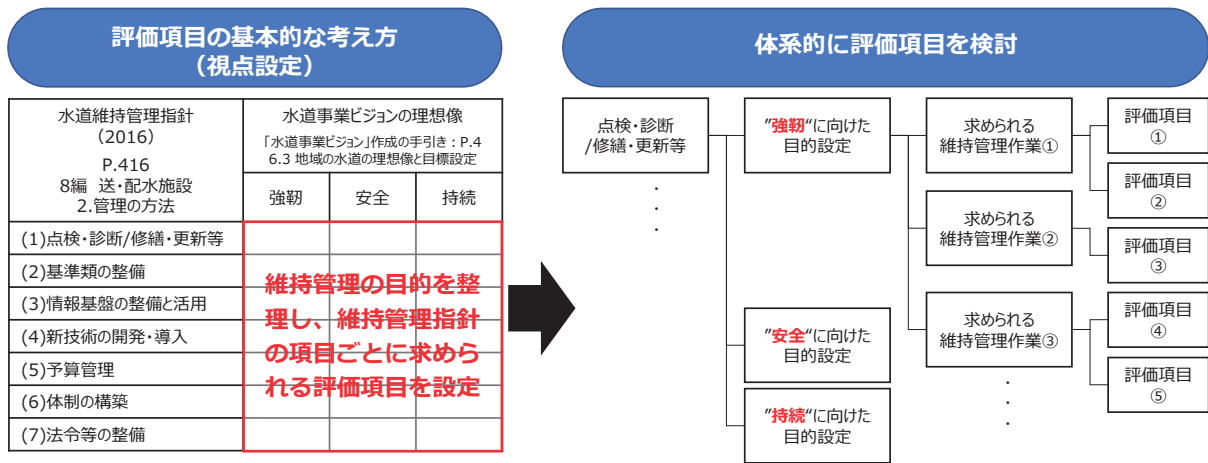 評価項目の基本的な考え方
（視点設定）
体系的に評価項目を検討
水道維持管理指針
（2016）
P.416
8編 送・配水施設
2.管理の方法
水道事業ビジョンの理想像
「水道事業ビジョン」作成の手引き：P.4
6.3 地域の水道の理想像と目標設定
強靭
安全
持続
(1)点検・診断/修繕・更新等
(2)基準類の整備
(3)情報基盤の整備と活用
(4)新技術の開発・導入
(5)予算管理
(6)体制の構築
(7)法令等の整備
維持管理の目的を整
理し、維持管理指針
の項目ごとに求めら
れる評価項目を設定
点検・診断
/修繕・更新等
・
・
・
"強靭"に向けた
目的設定
"安全"に向けた
目的設定
"持続"に向けた
目的設定
求められる
維持管理作業①
求められる
維持管理作業②
求められる
維持管理作業③
・
・
・
評価項目
①
評価項目
②
評価項目
③
評価項目
④
評価項目
⑤